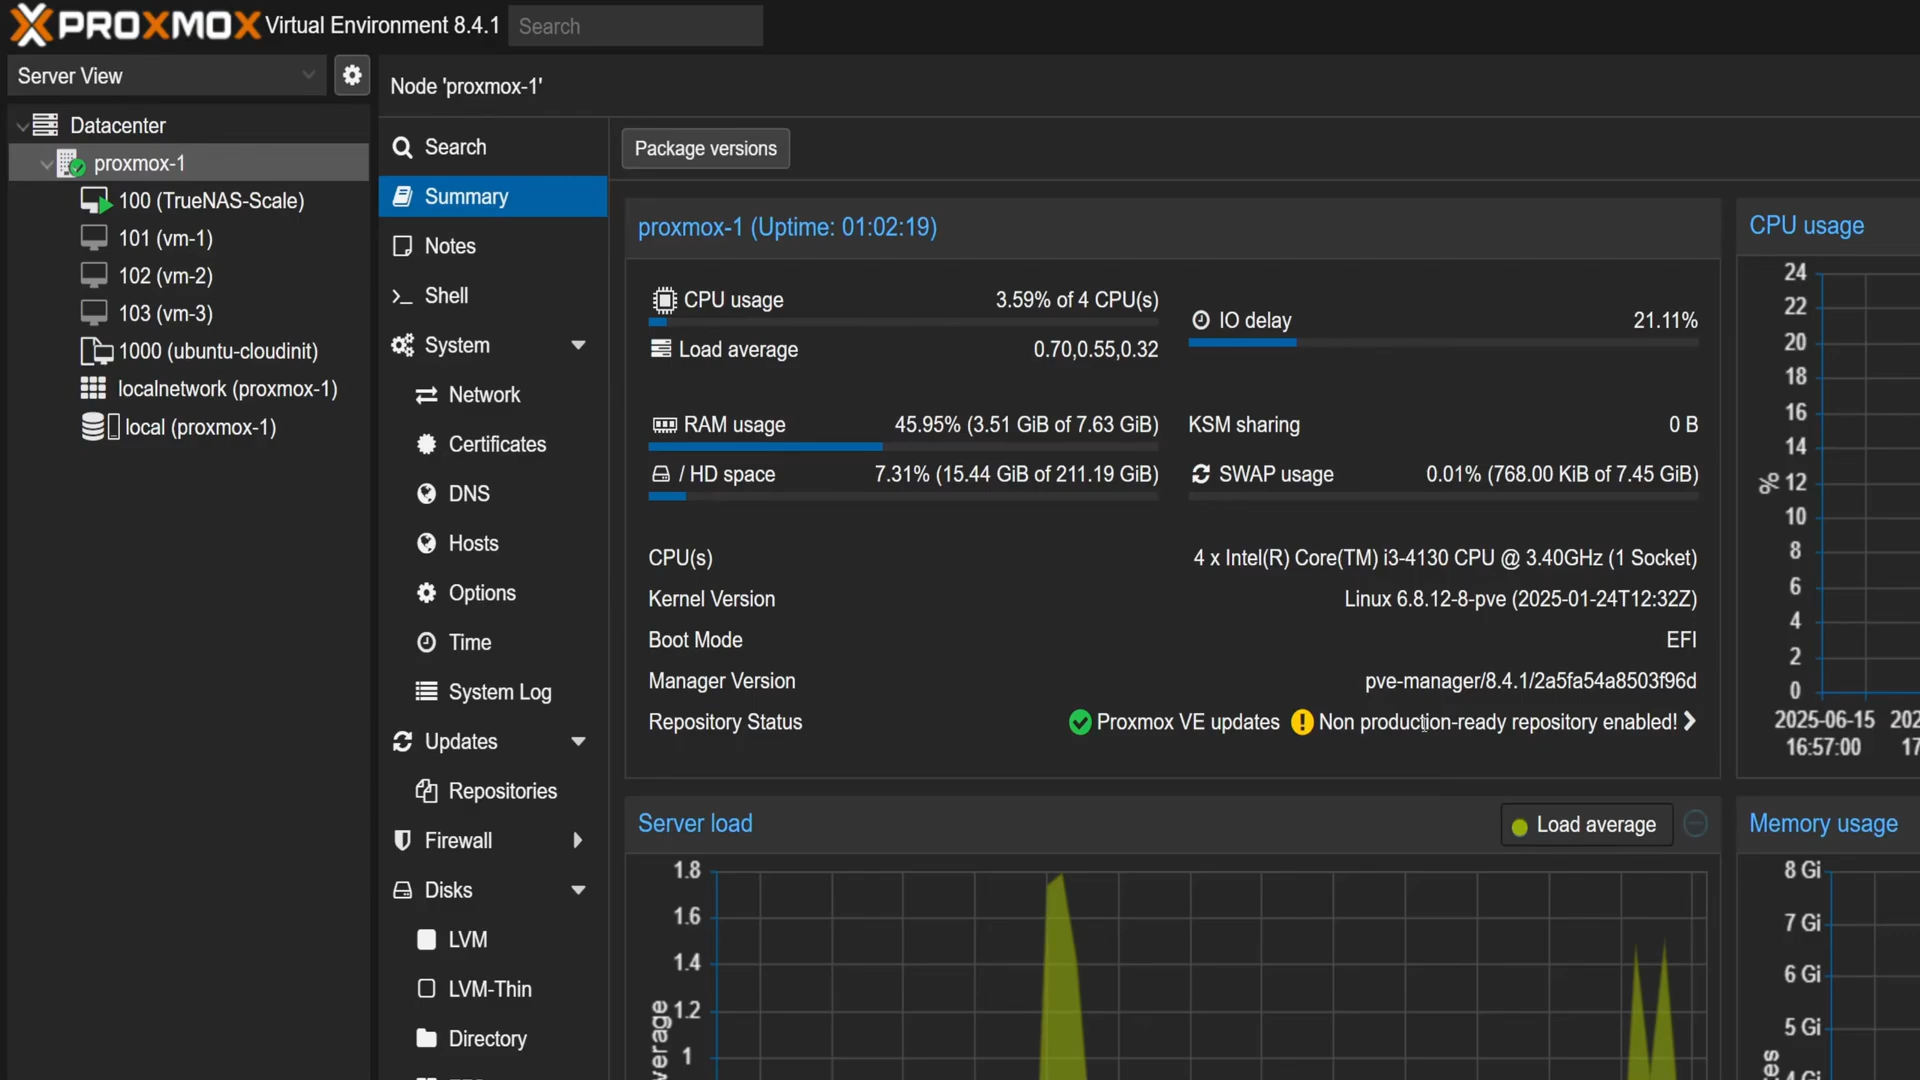 PROXMOX Virtual Environment 8.4.1
Search
Server View
Node 'proxmox-1'
Datacenter
proxmox-1
100 (TrueNAS-Scale)
101 (vm-1)
102 (vm-2)
103 (vm-3)
1000 (ubuntu-cloudinit)
localnetwork (proxmox-1)
local (proxmox-1)
Search
Summary
Notes
Shell
System
Network
Certificates
DNS
Hosts
Options
Time
System Log
Updates
Repositories
Firewall
Disks
LVM
LVM-Thin
Directory
Package versions
proxmox-1 (Uptime: 01:02:19)
CPU usage 3.59% of 4 CPU(s)
IO delay 21.11%
Load average 0.70,0.55,0.32
RAM usage 45.95% (3.51 GiB of 7.63 GiB)
KSM sharing 0 B
/ HD space 7.31% (15.44 GiB of 211.19 GiB)
SWAP usage 0.01% (768.00 KiB of 7.45 GiB)
CPU(s) 4 x Intel(R) Core(TM) i3-4130 CPU @ 3.40GHz (1 Socket)
Kernel Version Linux 6.8.12-8-pve (2025-01-24T12:32Z)
Boot Mode EFI
Manager Version pve-manager/8.4.1/2a5fa54a8503f96d
Repository Status Proxmox VE updates Non production-ready repository enabled!
CPU usage
24
22
20
18
16
14
% 12
10
8
6
4
2
0
2025-06-15
16:57:00
202
17
Server load
Load average
1.8
1.6
1.4
1.2
1
verage
Memory usage
8 Gi
7 Gi
6 Gi
5 Gi